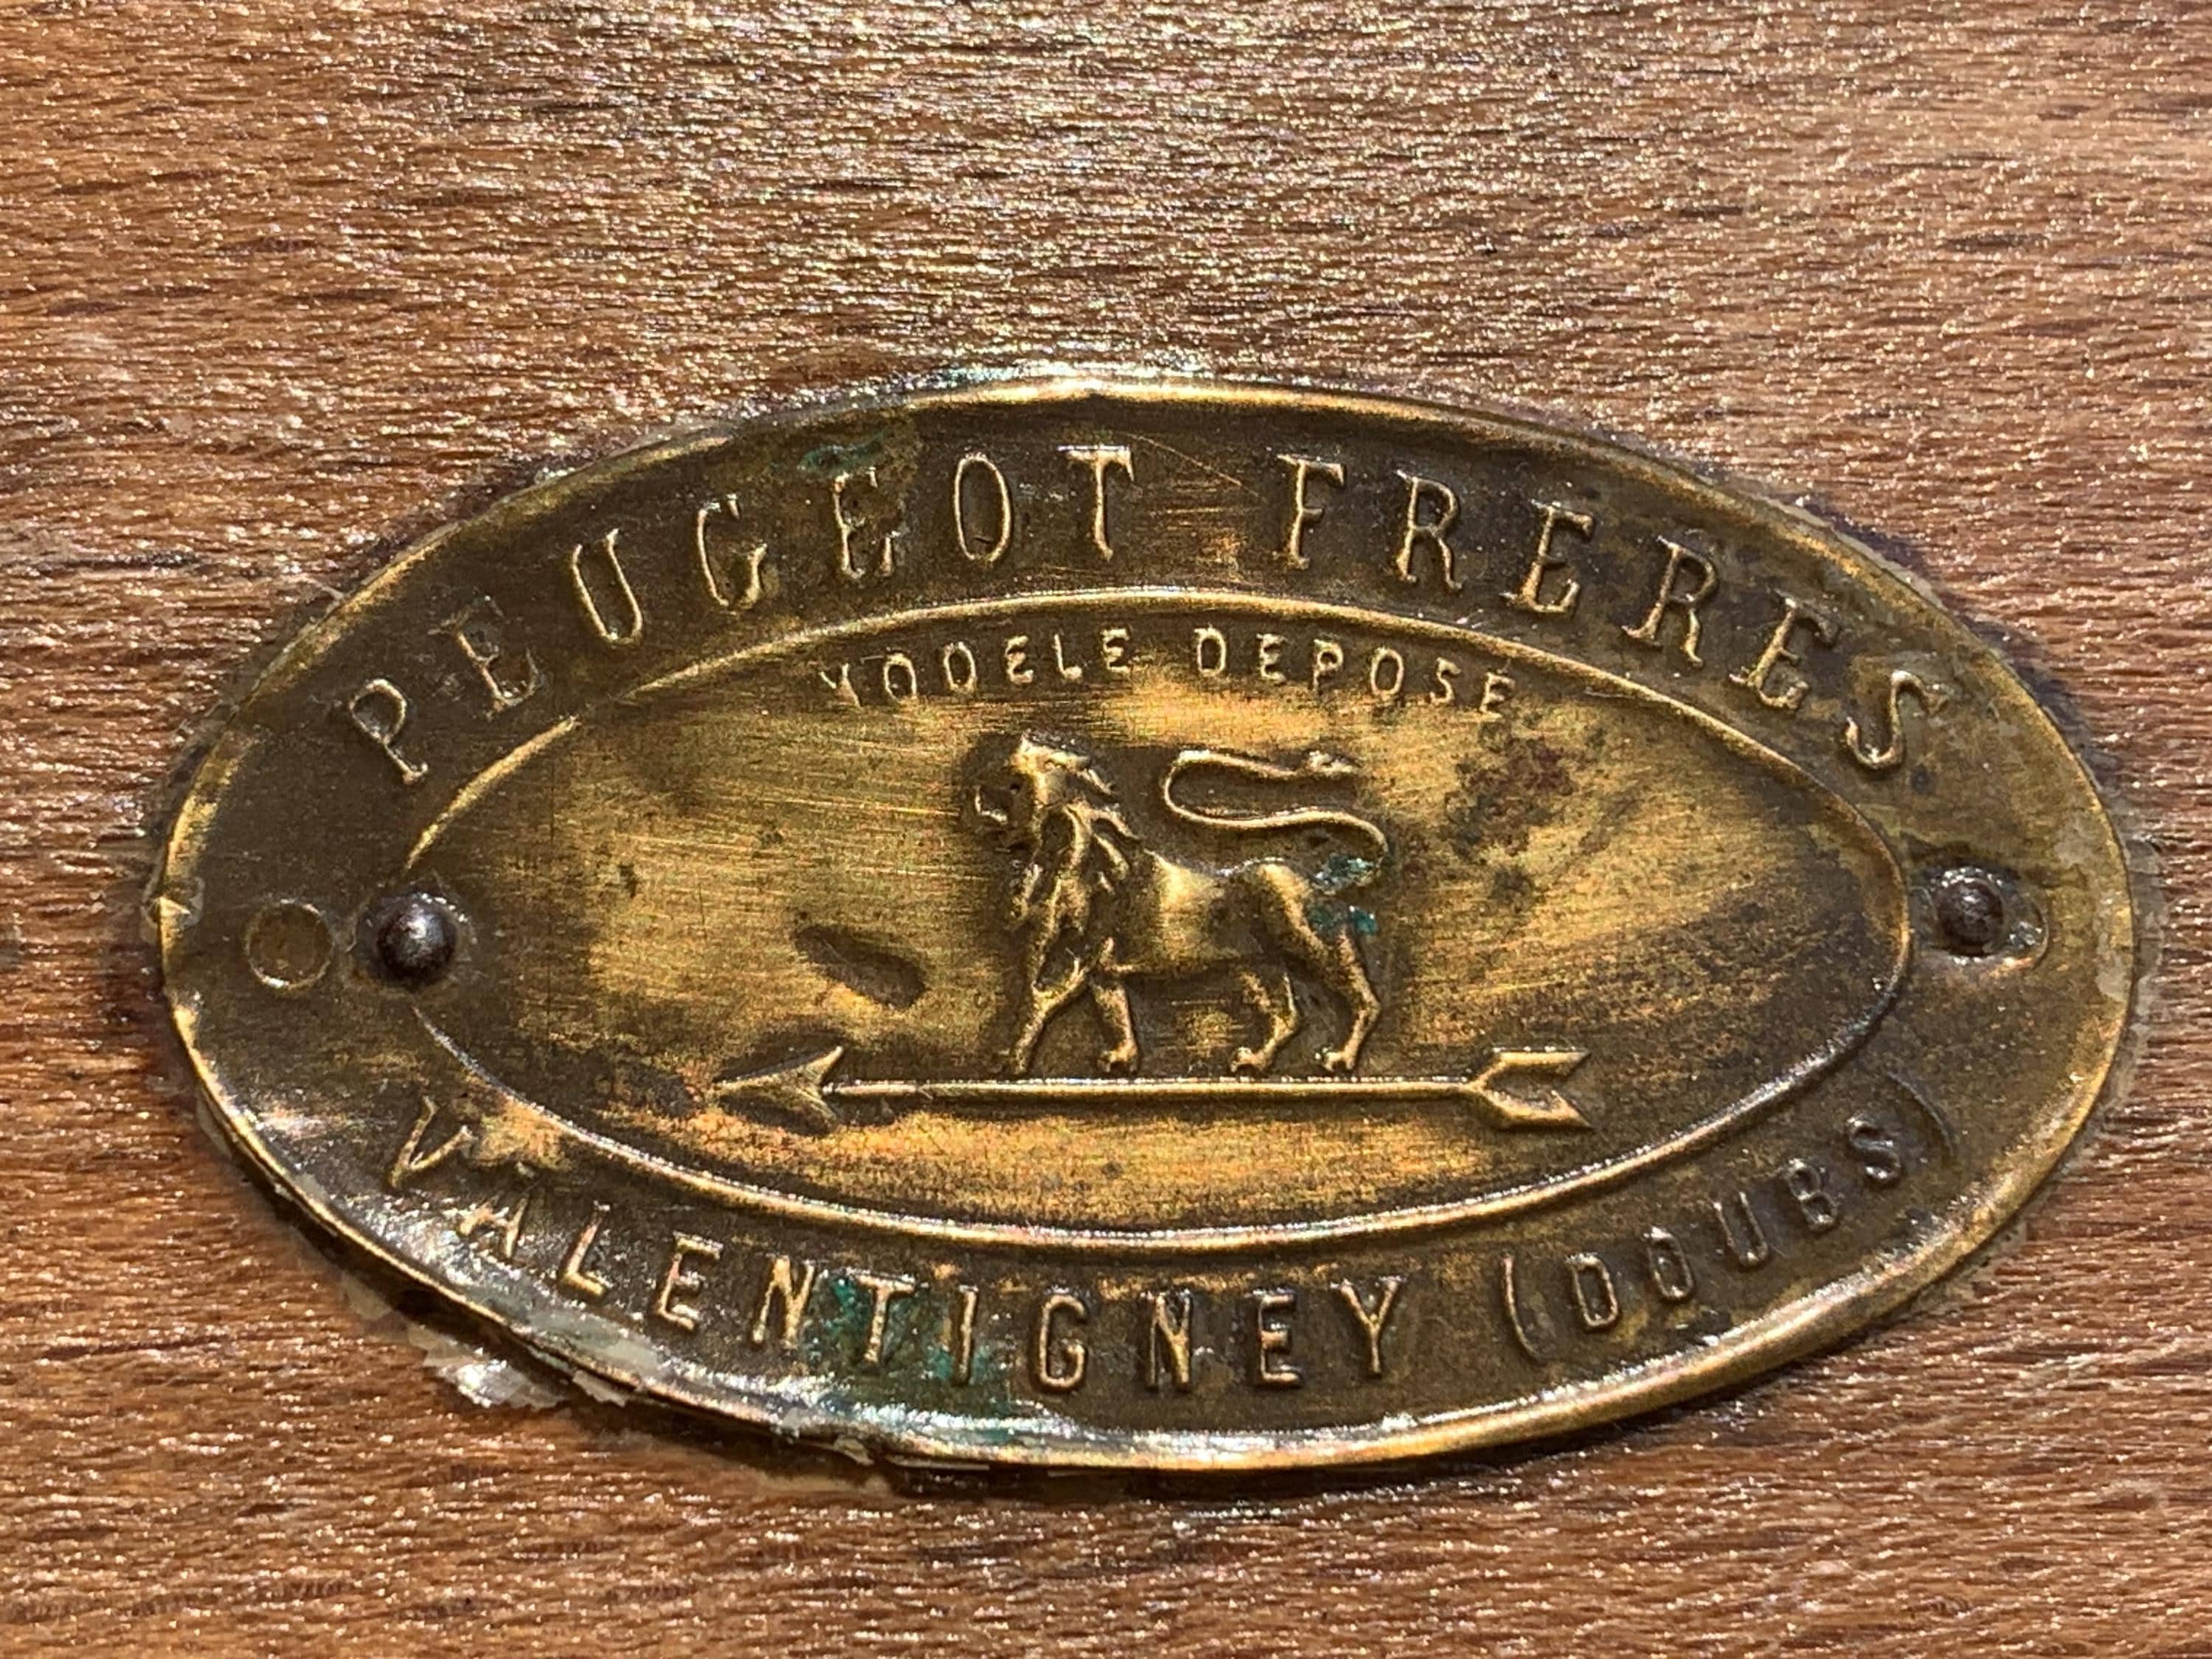 PEUGEOT FRERES
MODELE DEPOSE
VALENTIGNEY (DOUBS)